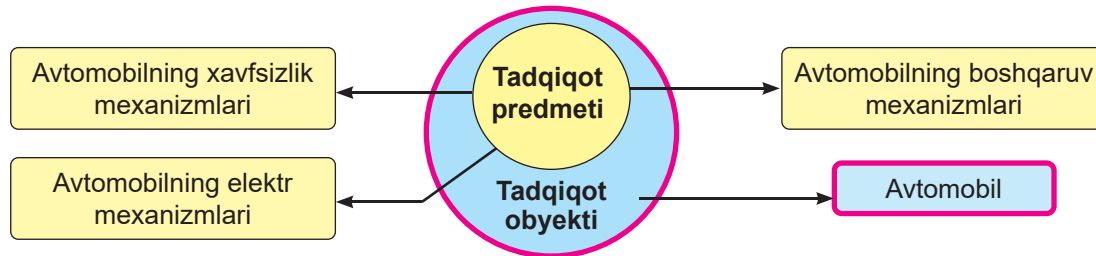 Avtomobilning xavfsizlik
mexanizmlari
Avtomobilning elektr
mexanizmlari
Tadqiqot
predmeti
Tadqiqot
obyekti
Avtomobilning boshqaruv
mexanizmlari
Avtomobil